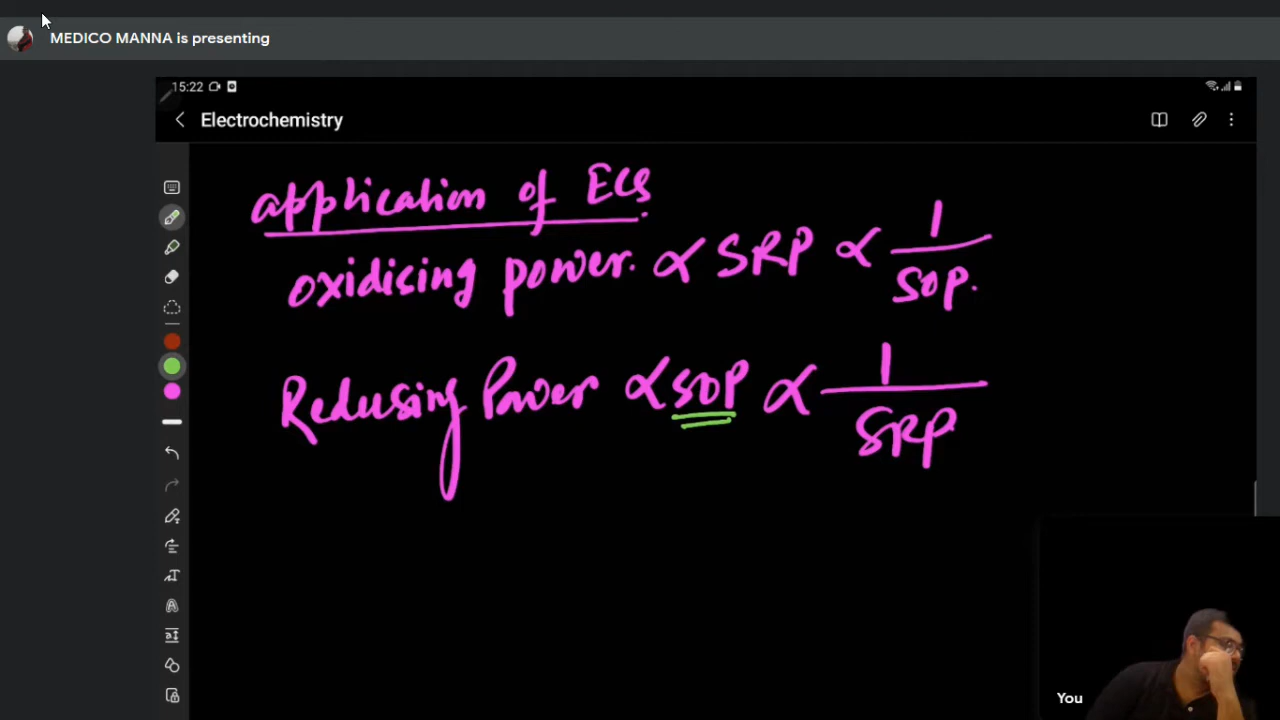 MEDICO MANNA is presenting
15:22
Electrochemistry
application of ECS
oxidising power. ∝ SRP ∝ 1/SOP.
Redusing Power ∝ SOP ∝ 1/SRP
You